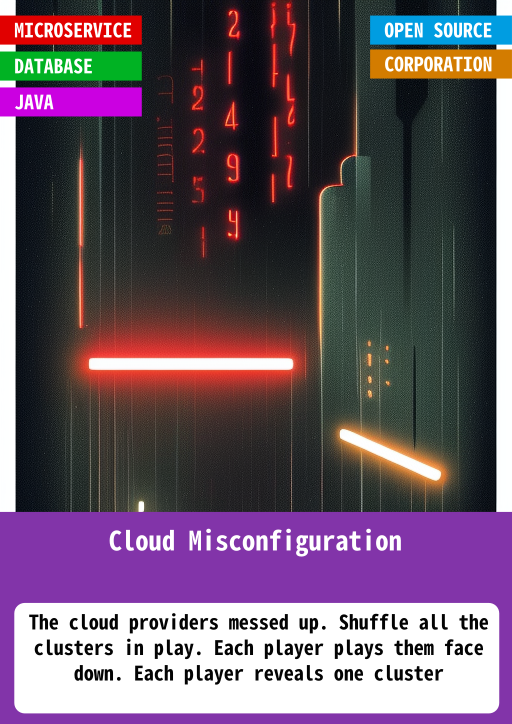 MICROSERVICE
OPEN SOURCE
DATABASE
CORPORATION
JAVA
Cloud Misconfiguration
The cloud providers messed up. Shuffle all the
clusters in play. Each player plays them face
down. Each player reveals one cluster